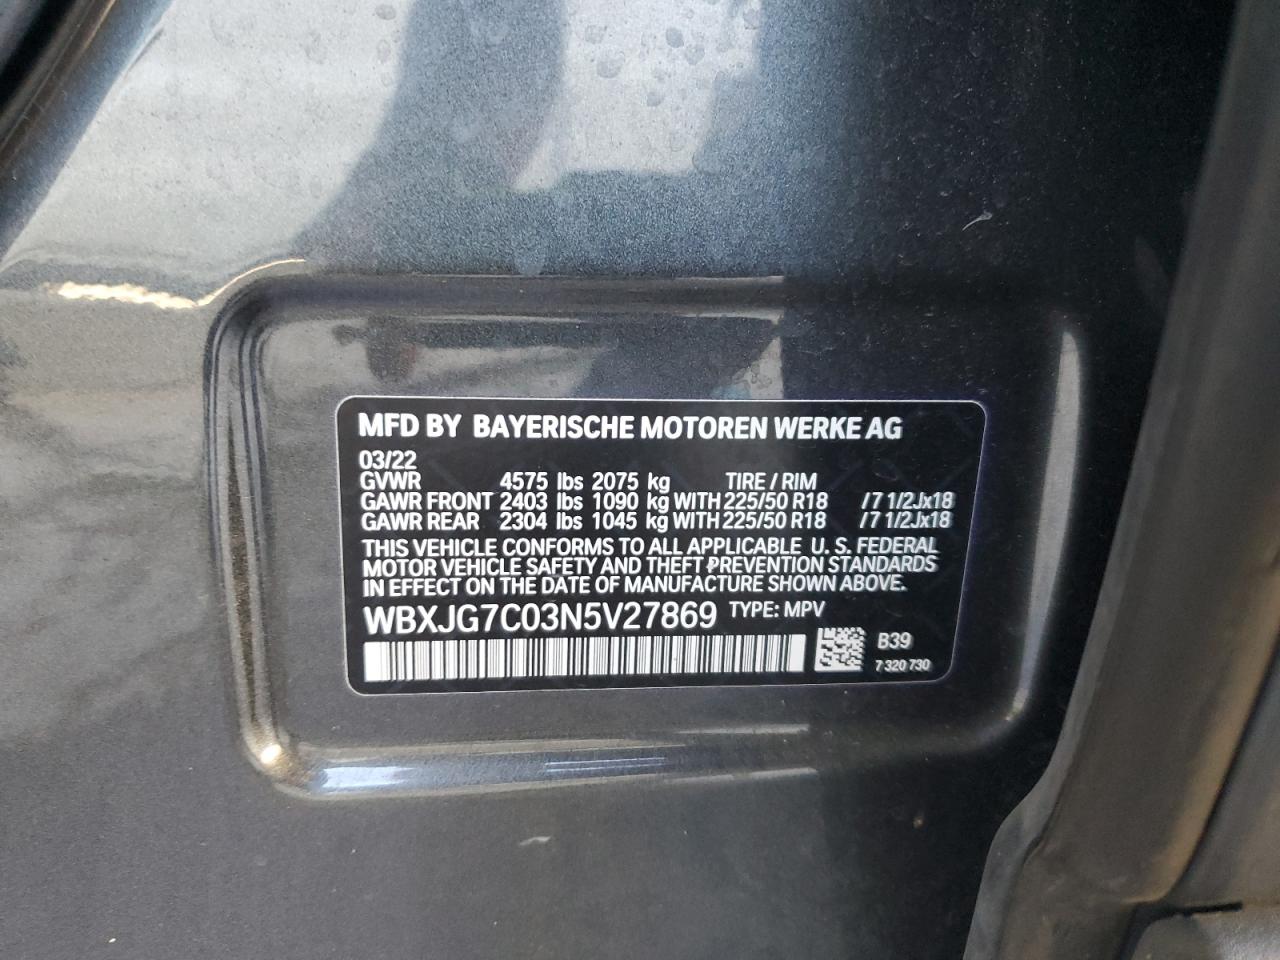 MFD BY BAYERISCHE MOTOREN WERKE AG
03/22
GVWR 4575 lbs 2075 kg TIRE / RIM
GAWR FRONT 2403 lbs 1090 kg WITH 225/50 R18 /7 1/2Jx18
GAWR REAR 2304 lbs 1045 kg WITH 225/50 R18 /7 1/2Jx18
THIS VEHICLE CONFORMS TO ALL APPLICABLE U. S. FEDERAL
MOTOR VEHICLE SAFETY AND THEFT PREVENTION STANDARDS
IN EFFECT ON THE DATE OF MANUFACTURE SHOWN ABOVE.
WBXJG7C03N5V27869 TYPE: MPV
B39
7 320 730